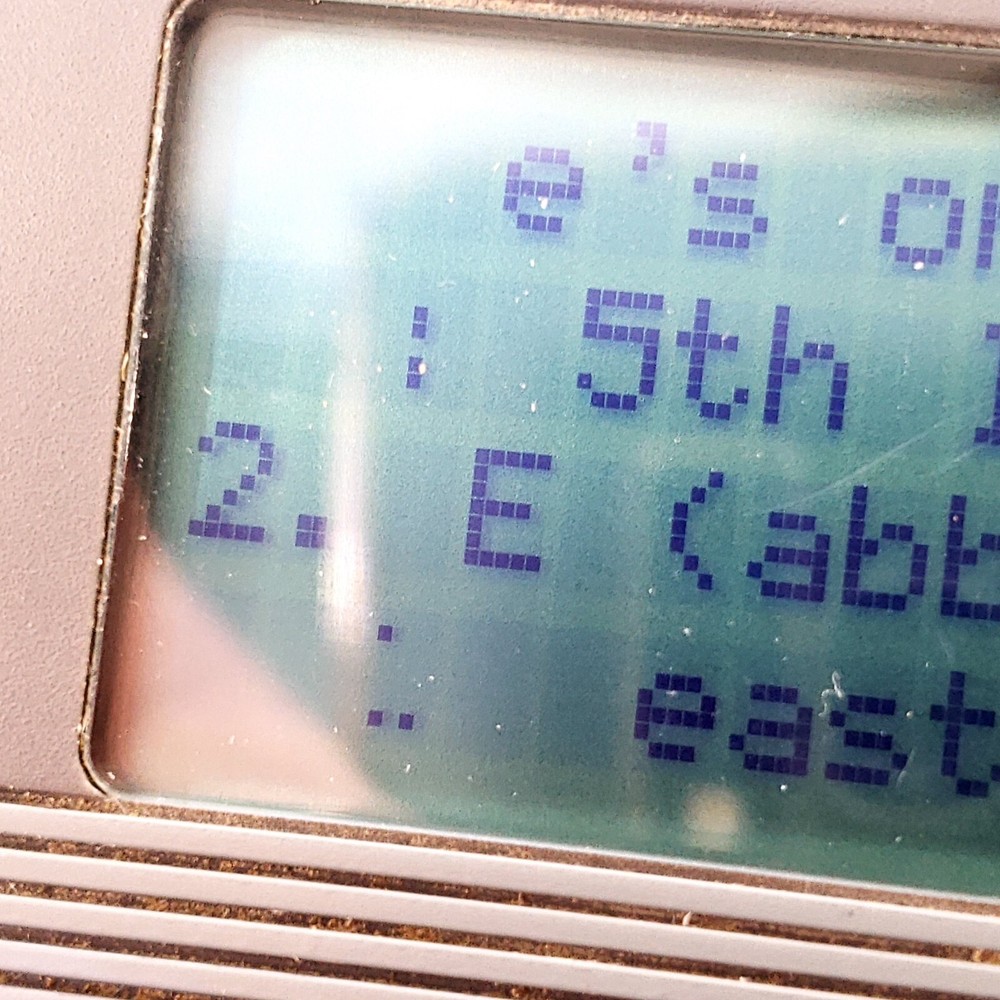 e's o
: 5th
2. E (abb
∴ east